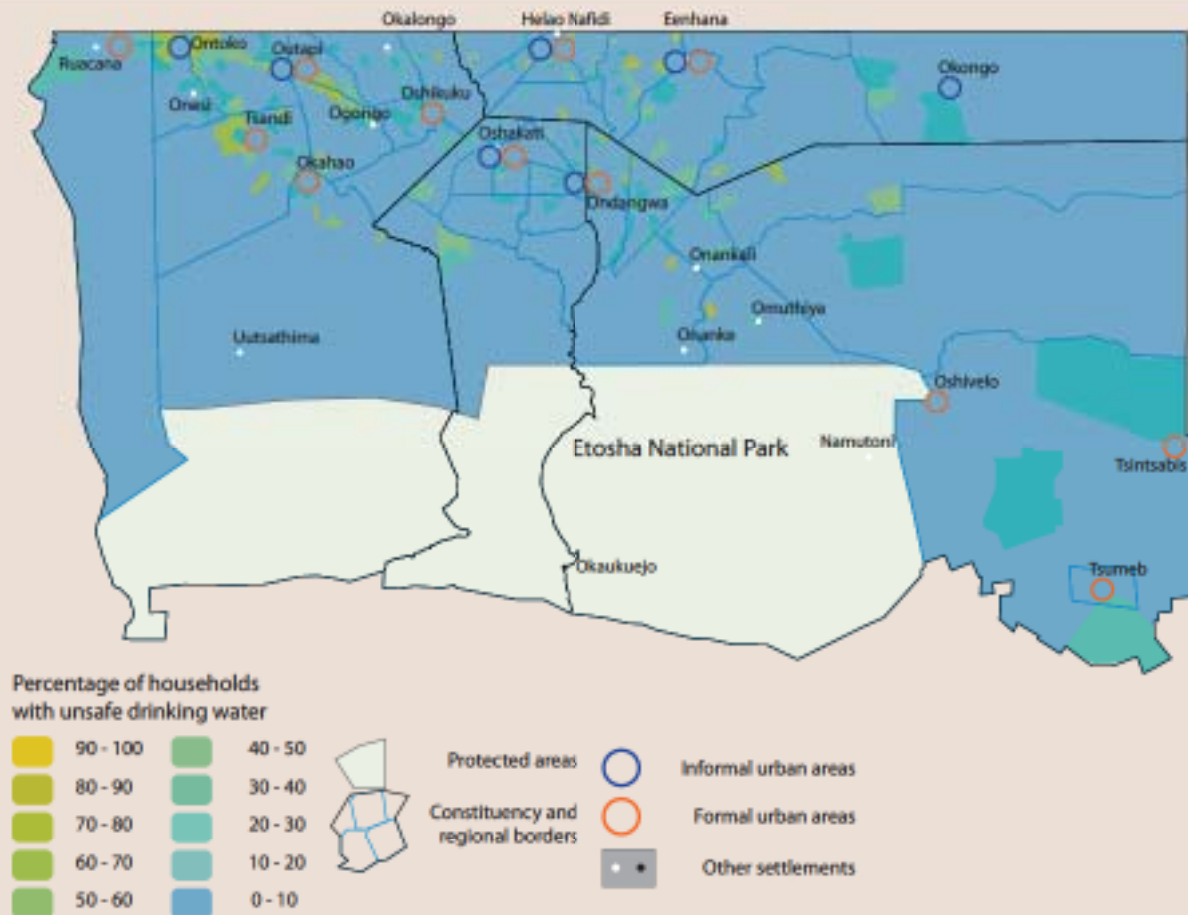 Okalongo
Helao Nafidi
Eenhana
Ruacana
Ontoko
Outapi
Okongo
Onesi
Oshikuku
Tsandi
Ogongo
Oshakati
Okahao
Ondangwa
Onankali
Omuthiya
Uutsathima
Onanke
Oshivelo
Etosha National Park
Namutoni
Tsintsabis
Okaukuejo
Tsumeb
Percentage of households
with unsafe drinking water
90 - 100
40 - 50
80 - 90
30 - 40
70 - 80
20 - 30
60 - 70
10 - 20
50 - 60
0 - 10
Protected areas
Constituency and
regional borders
Informal urban areas
Formal urban areas
Other settlements